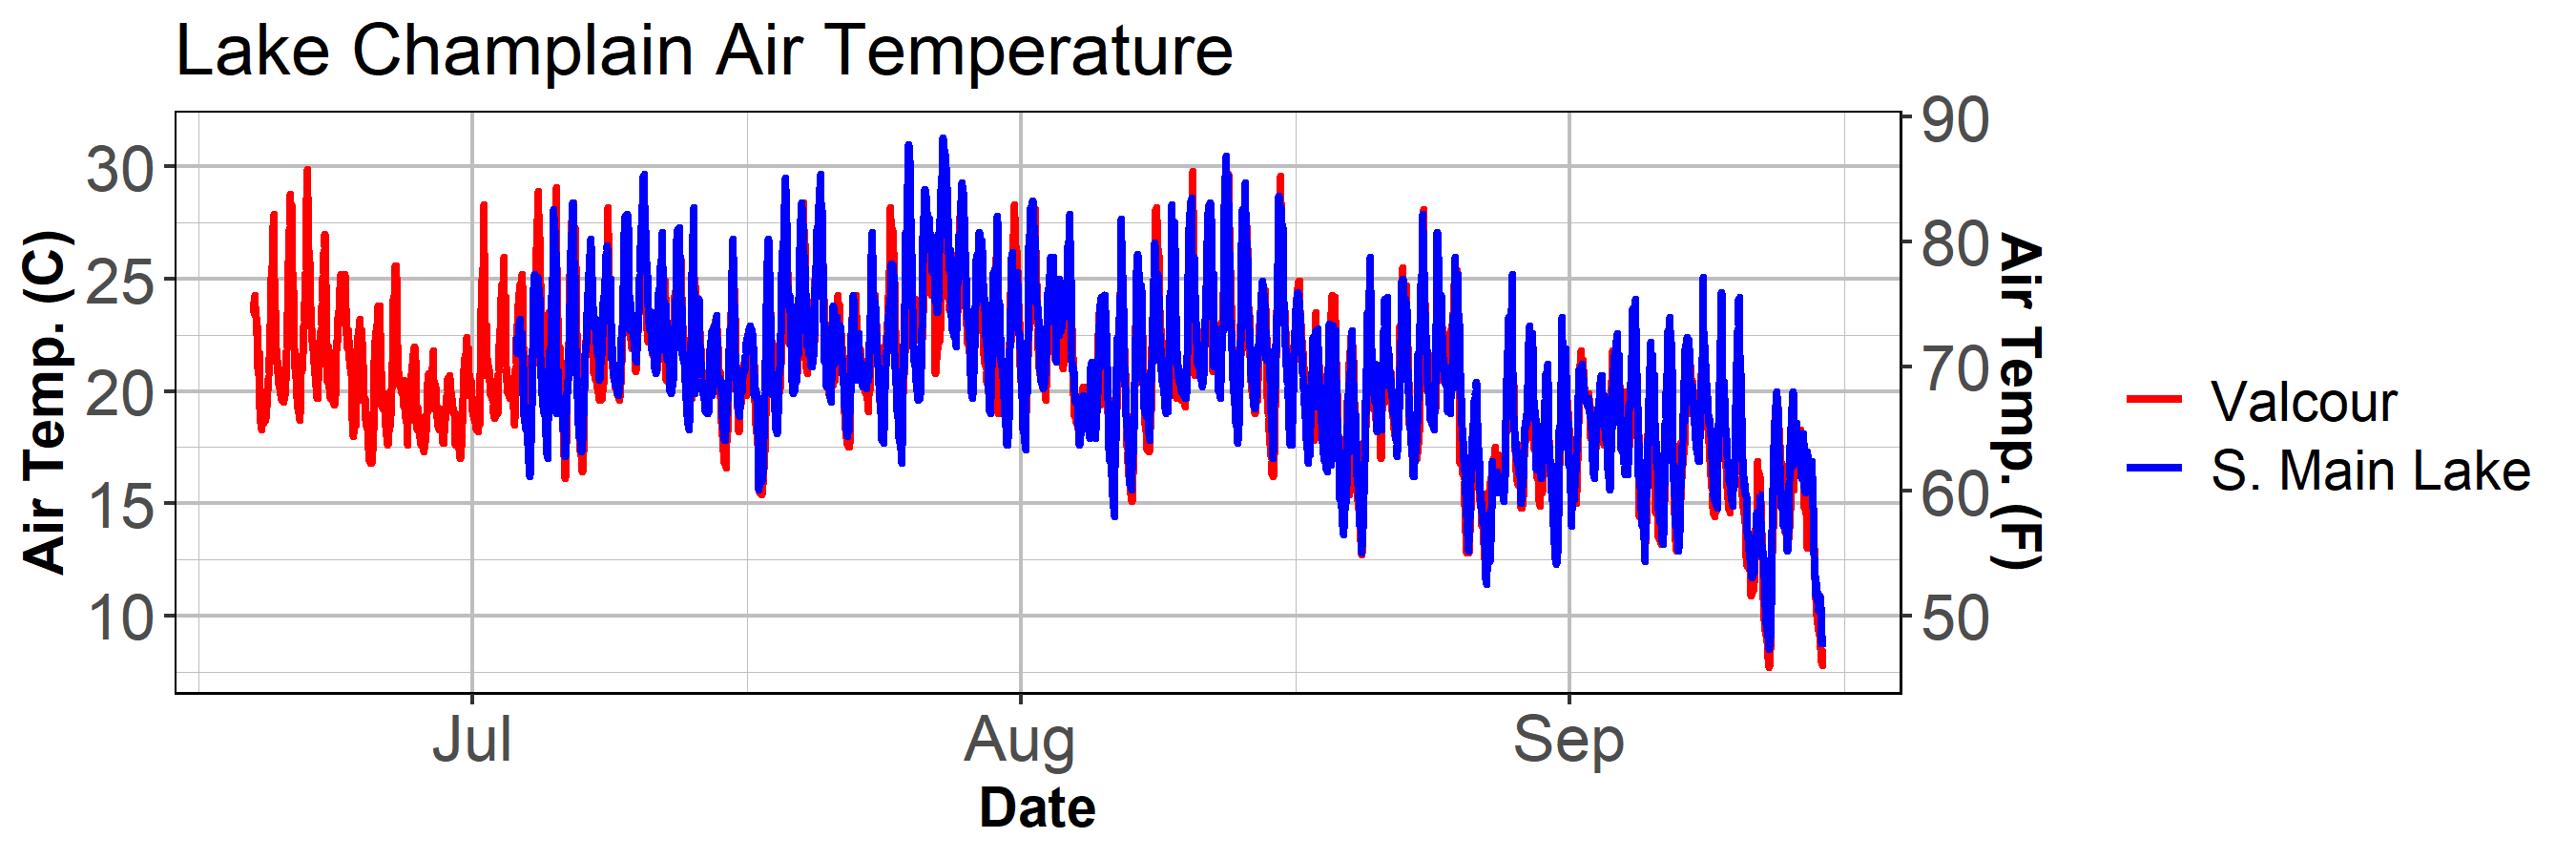 Lake Champlain Air Temperature
Air Temp. (C)
30
25
20
15
10
90
80
70
60
50
Air Temp. (F)
Jul
Aug
Sep
Date
Valcour
S. Main Lake